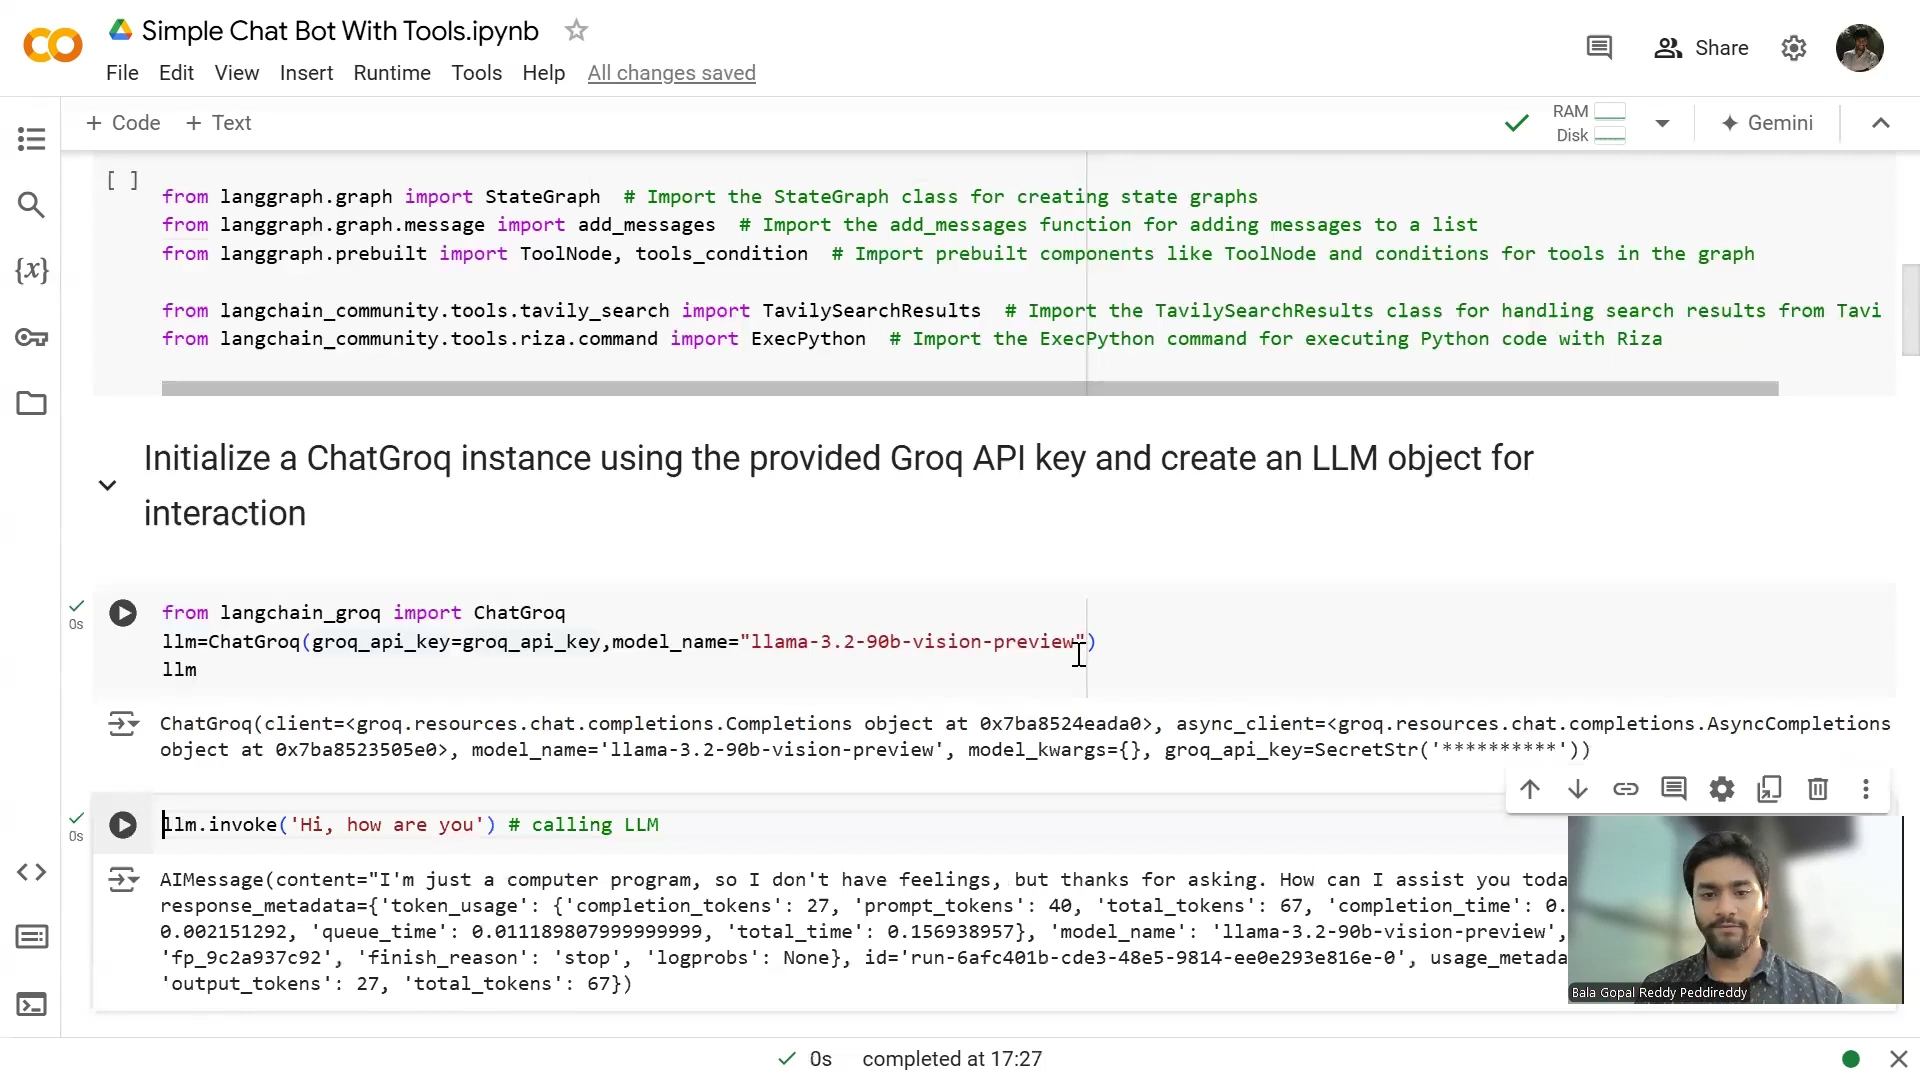 Simple Chat Bot With Tools.ipynb
File Edit View Insert Runtime Tools Help All changes saved
Share
+ Code + Text
RAM
Disk
Gemini
[ ]
from langgraph.graph import StateGraph # Import the StateGraph class for creating state graphs
from langgraph.graph.message import add_messages # Import the add_messages function for adding messages to a list
from langgraph.prebuilt import ToolNode, tools_condition # Import prebuilt components like ToolNode and conditions for tools in the graph
from langchain_community.tools.tavily_search import TavilySearchResults # Import the TavilySearchResults class for handling search results from Tavi
from langchain_community.tools.riza.command import ExecPython # Import the ExecPython command for executing Python code with Riza
Initialize a ChatGroq instance using the provided Groq API key and create an LLM object for
interaction
0s
from langchain_groq import ChatGroq
llm=ChatGroq(groq_api_key=groq_api_key,model_name="llama-3.2-90b-vision-preview")
llm
ChatGroq(client=<groq.resources.chat.completions.Completions object at 0x7ba8524eada0>, async_client=<groq.resources.chat.completions.AsyncCompletions
object at 0x7ba8523505e0>, model_name='llama-3.2-90b-vision-preview', model_kwargs={}, groq_api_key=SecretStr('**********'))
0s
llm.invoke('Hi, how are you') # calling LLM
AIMessage(content="I'm just a computer program, so I don't have feelings, but thanks for asking. How can I assist you toda
response_metadata={'token_usage': {'completion_tokens': 27, 'prompt_tokens': 40, 'total_tokens': 67, 'completion_time': 0.
0.002151292, 'queue_time': 0.011189807999999999, 'total_time': 0.156938957}, 'model_name': 'llama-3.2-90b-vision-preview',
'fp_9c2a937c92', 'finish_reason': 'stop', 'logprobs': None}, id='run-6afc401b-cde3-48e5-9814-ee0e293e816e-0', usage_metada
'output_tokens': 27, 'total_tokens': 67})
Bala Gopal Reddy Peddireddy
0s completed at 17:27